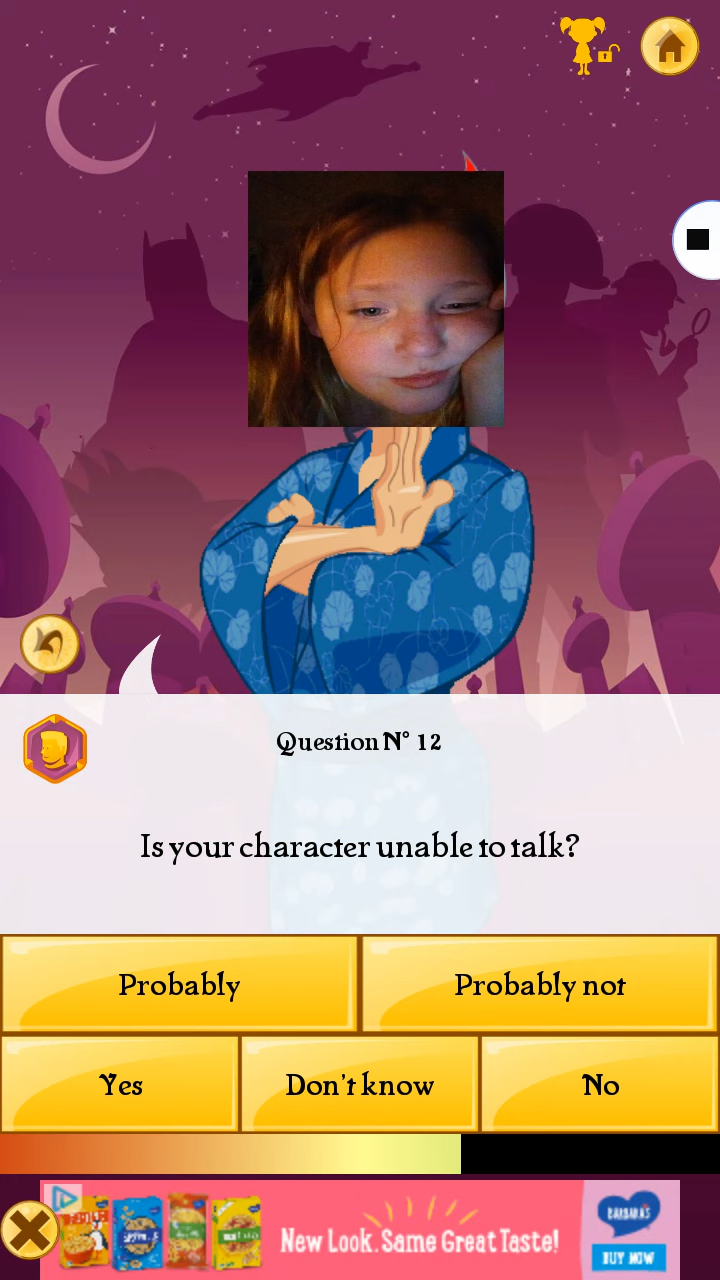 Question N° 12
Is your character unable to talk?
Probably
Probably not
Yes
Don't know
No
New Look. Same Great Taste!
BARBARA'S
BUY NOW